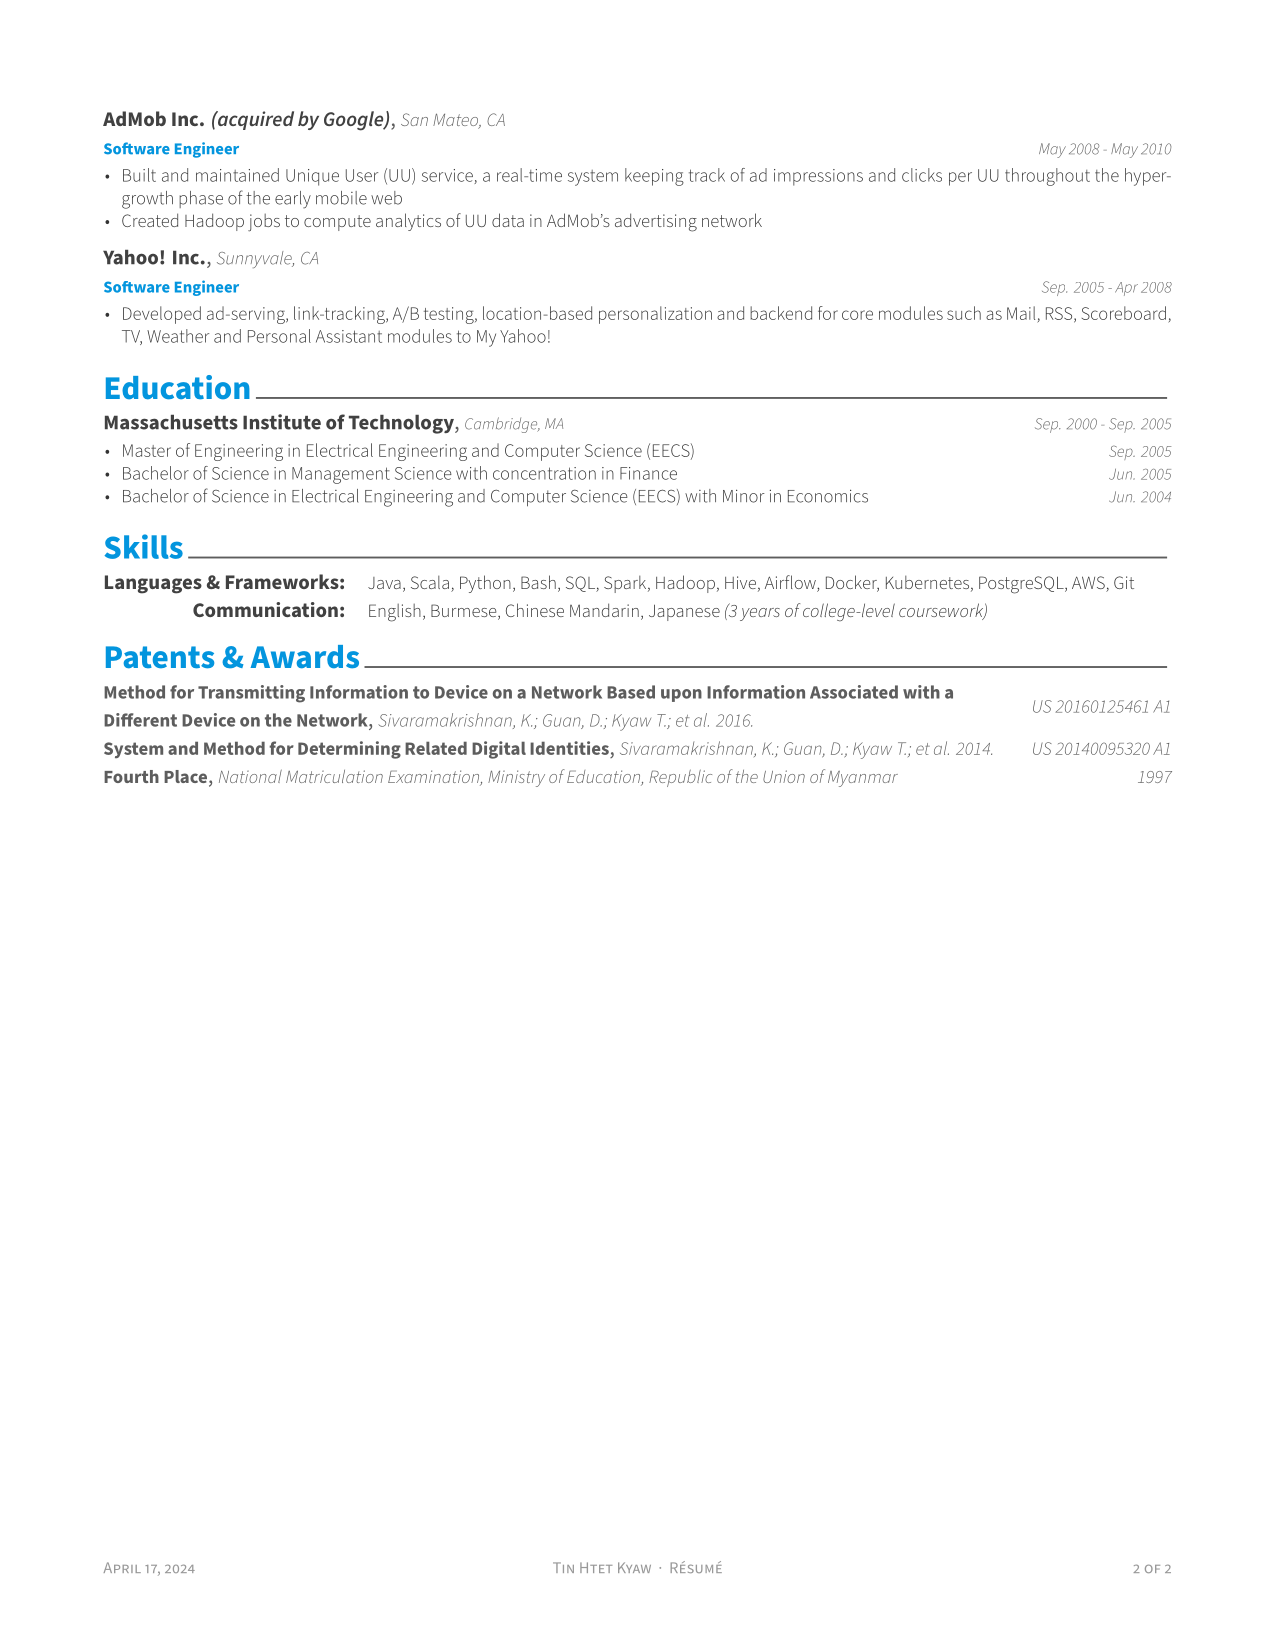 AdMob Inc. (acquired by Google), San Mateo, CA
Software Engineer May 2008 - May 2010
• Built and maintained Unique User (UU) service, a real-time system keeping track of ad impressions and clicks per UU throughout the hyper-
growth phase of the early mobile web
• Created Hadoop jobs to compute analytics of UU data in AdMob’s advertising network
Yahoo! Inc., Sunnyvale, CA
Software Engineer Sep. 2005 - Apr 2008
• Developed ad-serving, link-tracking, A/B testing, location-based personalization and backend for core modules such as Mail, RSS, Scoreboard,
TV, Weather and Personal Assistant modules to My Yahoo!
Education
Massachusetts Institute of Technology, Cambridge, MA Sep. 2000 - Sep. 2005
• Master of Engineering in Electrical Engineering and Computer Science (EECS) Sep. 2005
• Bachelor of Science in Management Science with concentration in Finance Jun. 2005
• Bachelor of Science in Electrical Engineering and Computer Science (EECS) with Minor in Economics Jun. 2004
Skills
Languages & Frameworks: Java, Scala, Python, Bash, SQL, Spark, Hadoop, Hive, Airflow, Docker, Kubernetes, PostgreSQL, AWS, Git
Communication: English, Burmese, Chinese Mandarin, Japanese (3 years of college-level coursework)
Patents & Awards
Method for Transmitting Information to Device on a Network Based upon Information Associated with a
Different Device on the Network, Sivaramakrishnan, K.; Guan, D.; Kyaw T.; et al. 2016. US 20160125461 A1
System and Method for Determining Related Digital Identities, Sivaramakrishnan, K.; Guan, D.; Kyaw T.; et al. 2014. US 20140095320 A1
Fourth Place, National Matriculation Examination, Ministry of Education, Republic of the Union of Myanmar 1997
April 17, 2024 Tin Htet Kyaw · Résumé 2 of 2